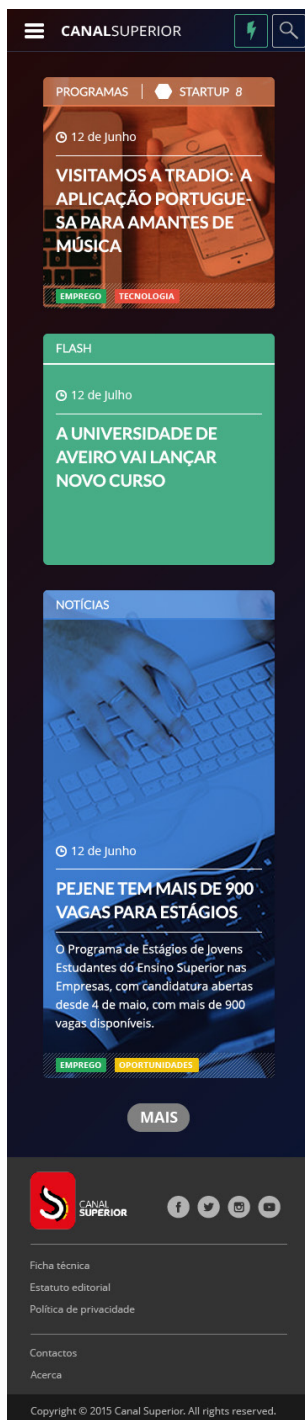 CANALSUPERIOR
PROGRAMAS | STARTUP 8
12 de Junho
VISITAMOS A TRADIO: A
APLICAÇÃO PORTUGUE-
SA PARA AMANTES DE
MÚSICA
EMPREGO TECNOLOGIA
FLASH
12 de Julho
A UNIVERSIDADE DE
AVEIRO VAI LANÇAR
NOVO CURSO
NOTÍCIAS
12 de Junho
PEJENE TEM MAIS DE 900
VAGAS PARA ESTÁGIOS
O Programa de Estágios de Jovens
Estudantes do Ensino Superior nas
Empresas, com candidatura abertas
desde 4 de maio, com mais de 900
vagas disponíveis.
EMPREGO OPORTUNIDADES
MAIS
CANAL
SUPERIOR
Ficha técnica
Estatuto editorial
Política de privacidade
Contactos
Acerca
Copyright © 2015 Canal Superior. All rights reserved.